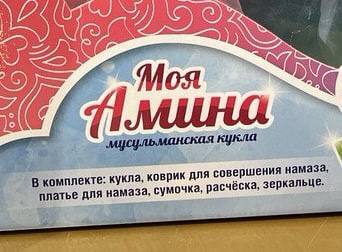 Моя
Амина
мусульманская кукла
В комплекте: кукла, коврик для совершения намаза,
платье для намаза, сумочка, расчёска, зеркальце.